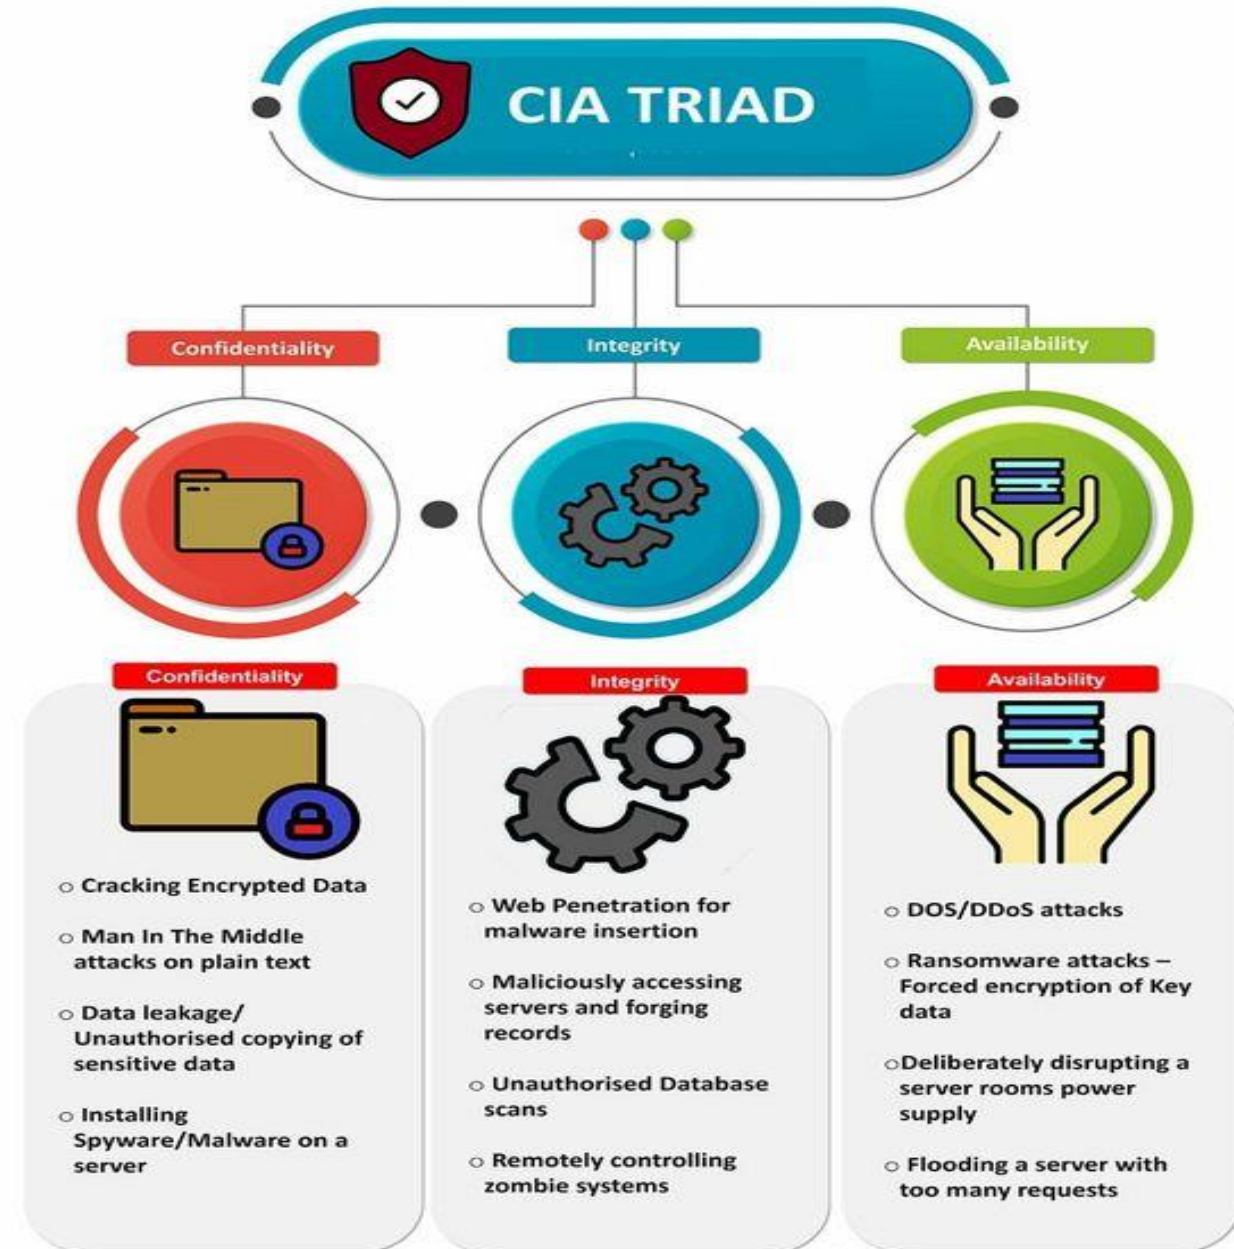 CIA TRIAD
Confidentiality
Integrity
Availability
Confidentiality
○ Cracking Encrypted Data
○ Man In The Middle
attacks on plain text
○ Data leakage/
Unauthorised copying of
sensitive data
○ Installing
Spyware/Malware on a
server
Integrity
○ Web Penetration for
malware insertion
○ Maliciously accessing
servers and forging
records
○ Unauthorised Database
scans
○ Remotely controlling
zombie systems
Availability
○ DOS/DDoS attacks
○ Ransomware attacks –
Forced encryption of Key
data
○Deliberately disrupting a
server rooms power
supply
○ Flooding a server with
too many requests